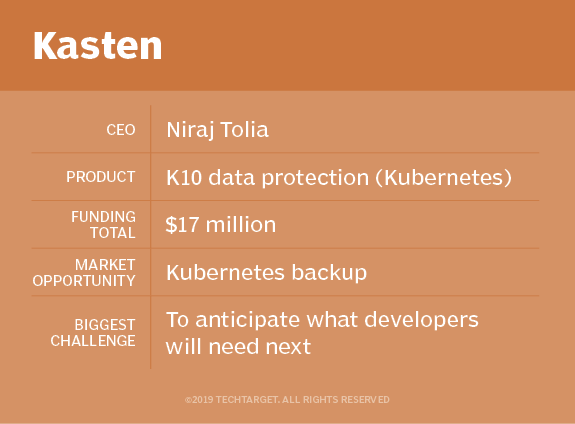 Kasten
CEO
Niraj Tolia
PRODUCT
K10 data protection (Kubernetes)
FUNDING
TOTAL
$17 million
MARKET
OPPORTUNITY
Kubernetes backup
BIGGEST
CHALLENGE
To anticipate what developers
will need next
©2019 TECHTARGET. ALL RIGHTS RESERVED